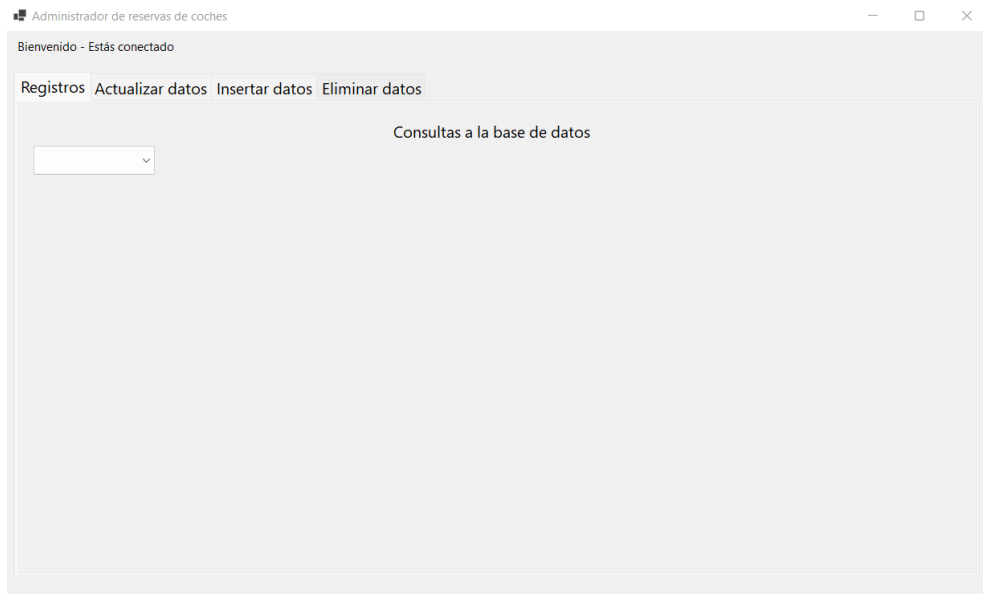 Administrador de reservas de coches
Bienvenido - Estás conectado
Registros Actualizar datos Insertar datos Eliminar datos
Consultas a la base de datos